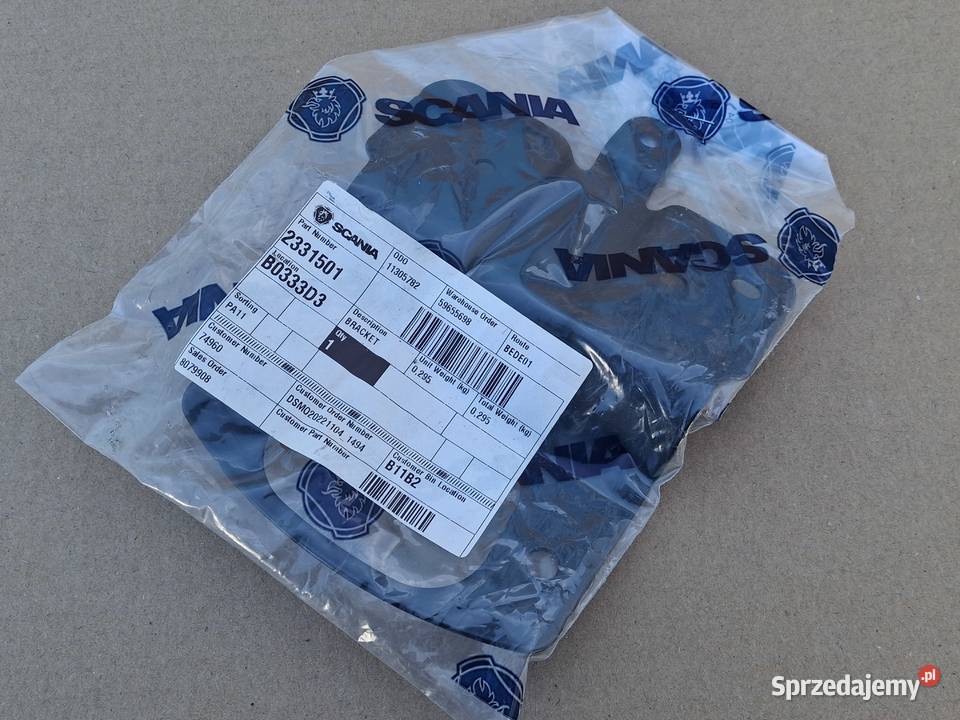 SCANIA
SCANIA
SCANIA
Part Number
2331501
ODO
11305782
Warehouse Order
59655698
Route
BEDE01
Location
B0333D3
Description
BRACKET
Sorting
PA11
QTY
1
Unit Weight (kg)
0.295
Total Weight (kg)
0.295
Customer Number
74960
Customer Order Number
DSMO20221104_1494
Sales Order
8079908
Customer Part Number
Customer Bin Location
B11B2
Sprzedajemy.pl